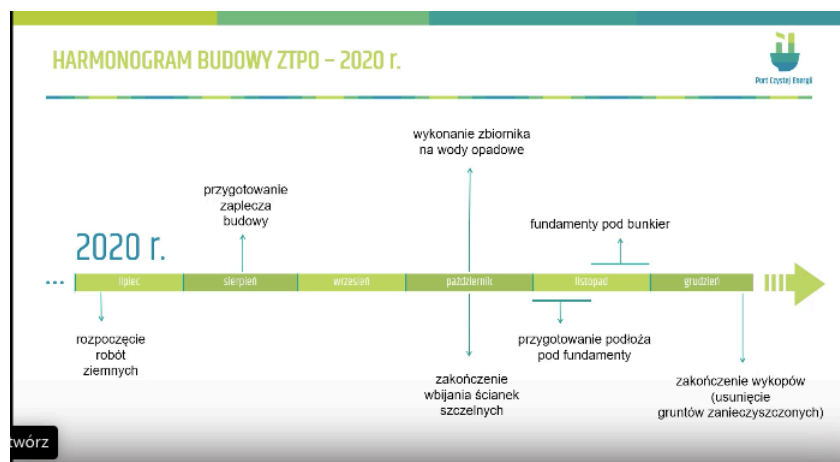 HARMONOGRAM BUDOWY ZTPO – 2020 r.
Port Czystej Energii
wykonanie zbiornika
na wody opadowe
przygotowanie
zaplecza
budowy
fundamenty pod bunkier
2020 r.
lipiec
sierpień
wrzesień
październik
listopad
grudzień
rozpoczęcie
robót
ziemnych
przygotowanie podłoża
pod fundamenty
zakończenie
wbijania ścianek
szczelnych
zakończenie wykopów
(usunięcie
gruntów zanieczyszczonych)
twórz